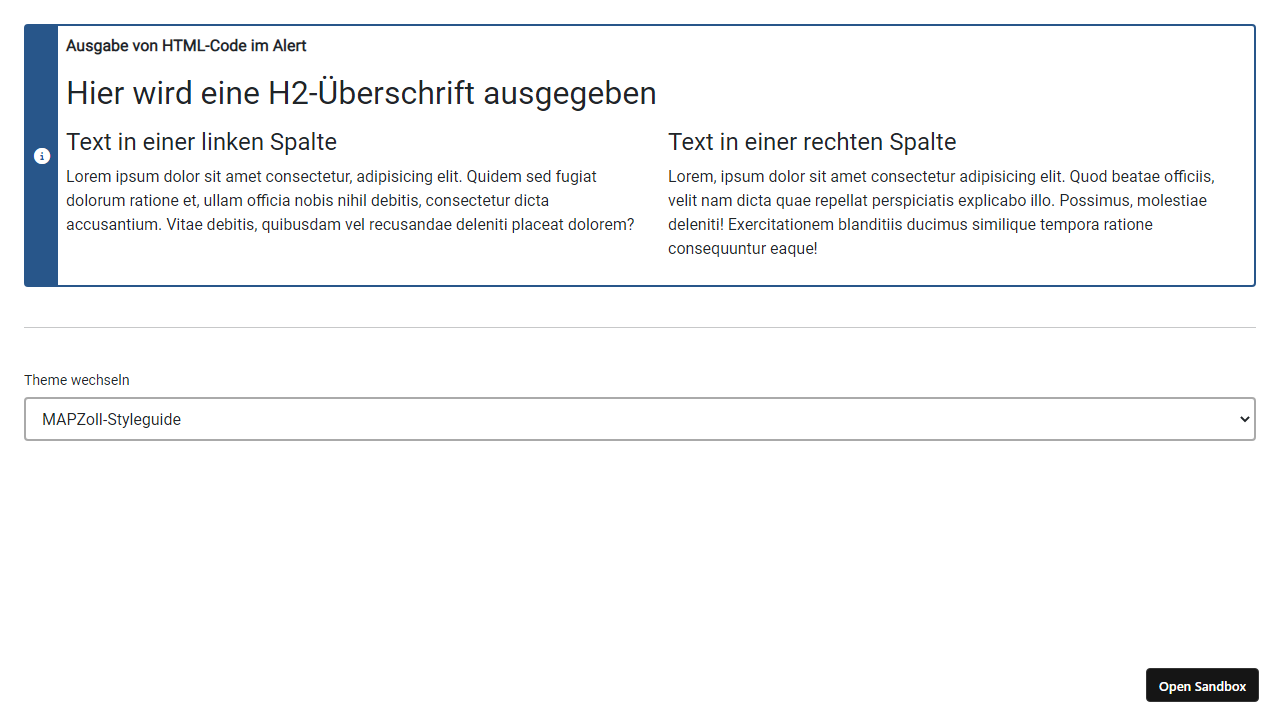 Ausgabe von HTML-Code im Alert
Hier wird eine H2-Überschrift ausgegeben
Text in einer linken Spalte
Lorem ipsum dolor sit amet consectetur, adipisicing elit. Quidem sed fugiat
dolorum ratione et, ullam officia nobis nihil debitis, consectetur dicta
accusantium. Vitae debitis, quibusdam vel recusandae deleniti placeat dolorem?
Text in einer rechten Spalte
Lorem, ipsum dolor sit amet consectetur adipisicing elit. Quod beatae officiis,
velit nam dicta quae repellat perspiciatis explicabo illo. Possimus, molestiae
deleniti! Exercitationem blanditiis ducimus similique tempora ratione
consequuntur eaque!
Theme wechseln
MAPZoll-Styleguide
Open Sandbox